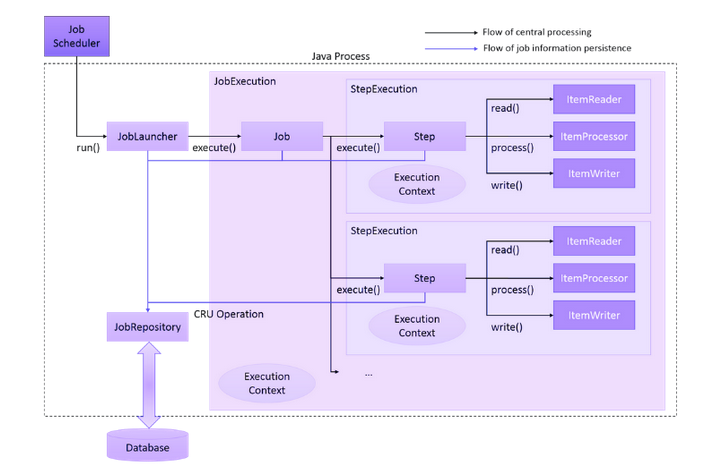 Job
Scheduler
Flow of central processing
Flow of job information persistence
Java Process
JobExecution
StepExecution
run()
JobLauncher
execute()
Job
execute()
Step
read()
process()
write()
ItemReader
ItemProcessor
ItemWriter
Execution
Context
StepExecution
execute()
Step
read()
process()
write()
ItemReader
ItemProcessor
ItemWriter
Execution
Context
CRU Operation
JobRepository
Execution
Context
...
Database